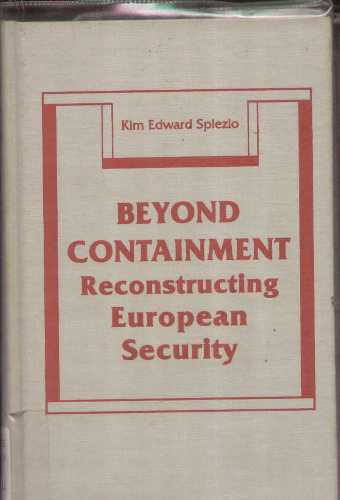 Kim Edward Spiezio
BEYOND
CONTAINMENT
Reconstructing
European
Security